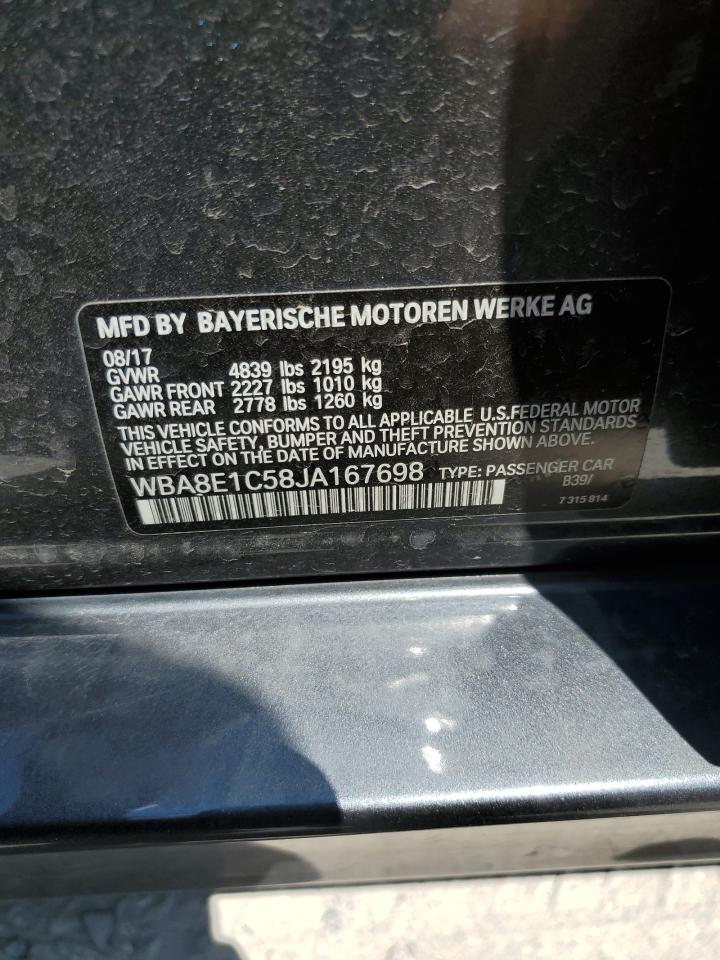 MFD BY BAYERISCHE MOTOREN WERKE AG
08/17
GVWR 4839 lbs 2195 kg
GAWR FRONT 2227 lbs 1010 kg
GAWR REAR 2778 lbs 1260 kg
THIS VEHICLE CONFORMS TO ALL APPLICABLE U.S.FEDERAL MOTOR
VEHICLE SAFETY, BUMPER AND THEFT PREVENTION STANDARDS
IN EFFECT ON THE DATE OF MANUFACTURE SHOWN ABOVE.
WBA8E1C58JA167698 TYPE: PASSENGER CAR
B39/
7 315 814